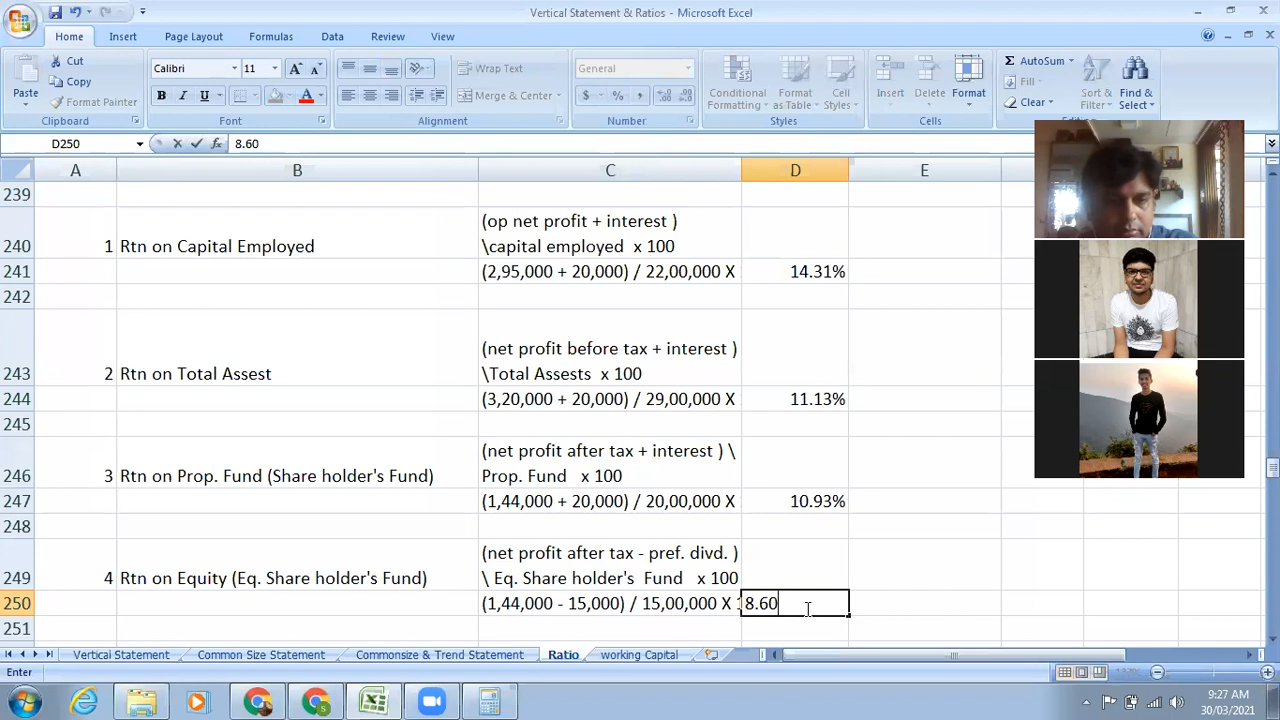 Vertical Statement & Ratios - Microsoft Excel
Home Insert Page Layout Formulas Data Review View
Cut
Copy
Format Painter
Paste
Clipboard
Calibri 11
B I U
Font
Wrap Text
Merge & Center
Alignment
General
$ % ,
Number
Conditional Formatting
Format as Table
Cell Styles
Styles
Insert Delete Format
Cells
AutoSum
Fill
Clear
Sort & Filter
Find & Select
Editing
D250 8.60
A B C D E
239
240 1 Rtn on Capital Employed (op net profit + interest )
\capital employed x 100
241 (2,95,000 + 20,000) / 22,00,000 X 14.31%
242
243 2 Rtn on Total Assest (net profit before tax + interest )
\Total Assests x 100
244 (3,20,000 + 20,000) / 29,00,000 X 11.13%
245
246 3 Rtn on Prop. Fund (Share holder's Fund) (net profit after tax + interest ) \
Prop. Fund x 100
247 (1,44,000 + 20,000) / 20,00,000 X 10.93%
248
249 4 Rtn on Equity (Eq. Share holder's Fund) (net profit after tax - pref. divd. )
\ Eq. Share holder's Fund x 100
250 (1,44,000 - 15,000) / 15,00,000 X 1 8.60
251
Vertical Statement Common Size Statement Commonsize & Trend Statement Ratio working Capital
Enter
9:27 AM
30/03/2021